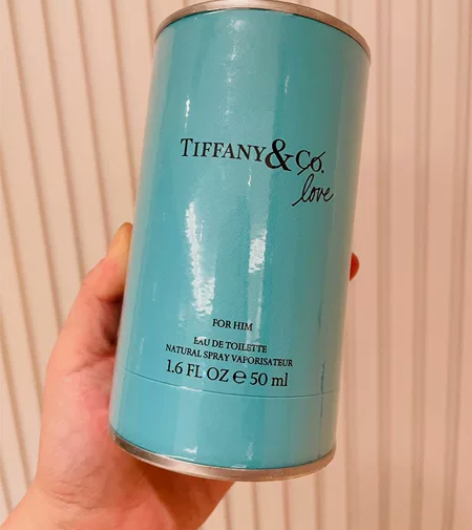 TIFFANY & Co.
love
FOR HIM
EAU DE TOILETTE
NATURAL SPRAY VAPORISATEUR
1.6 FL OZ ℮ 50 ml